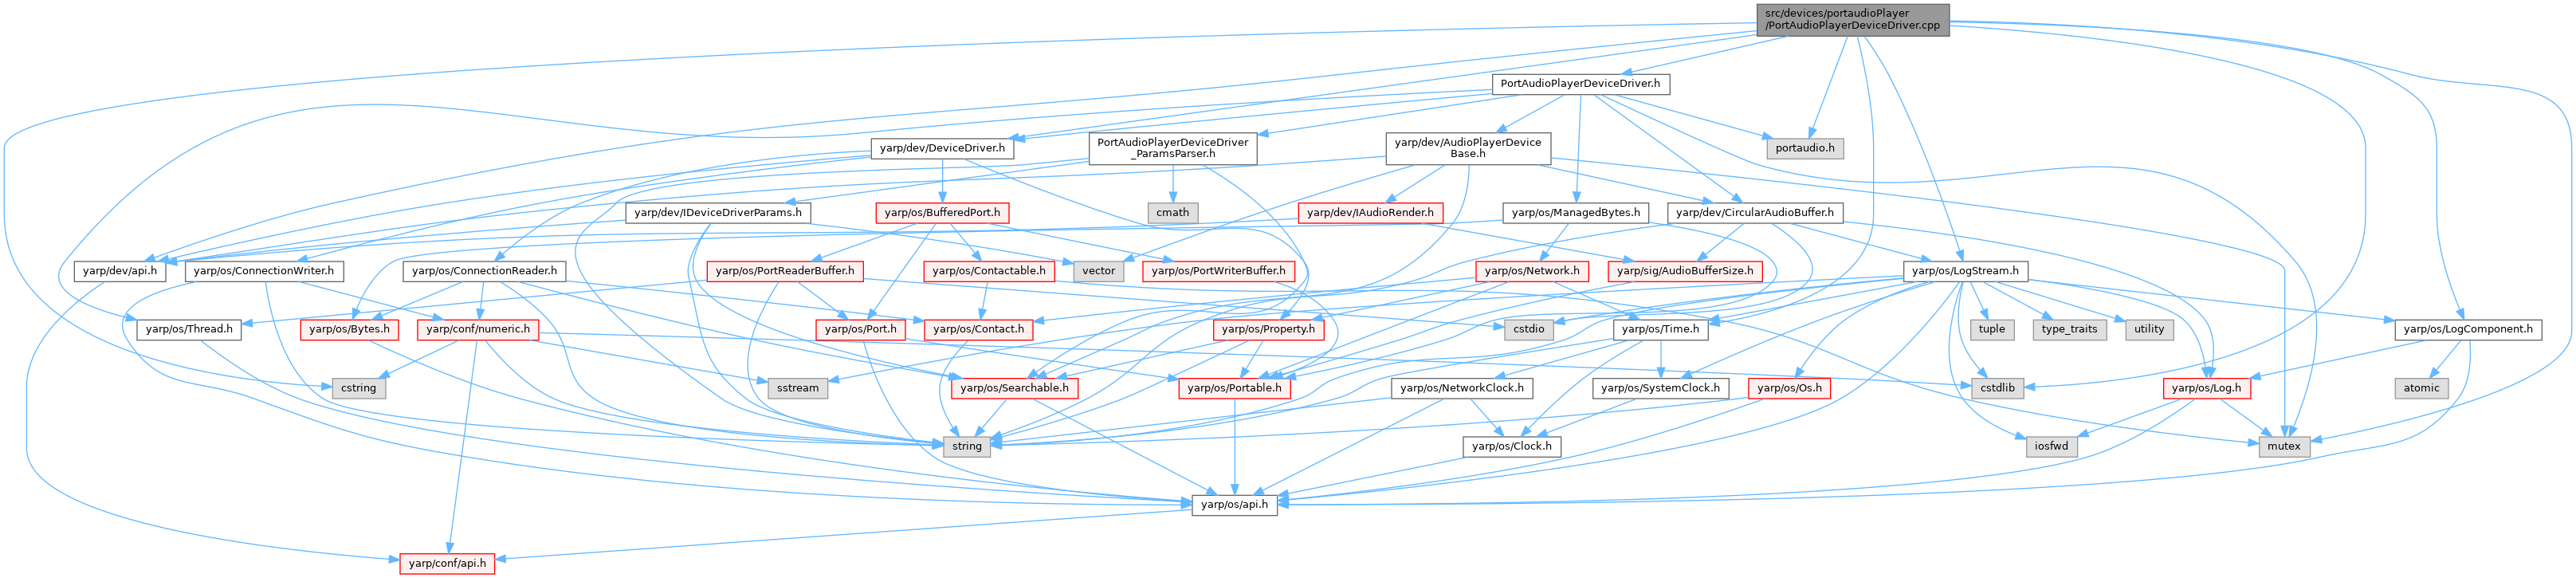 src/devices/portaudioPlayer
/PortAudioPlayerDeviceDriver.cpp
PortAudioPlayerDeviceDriver.h
yarp/dev/DeviceDriver.h
PortAudioPlayerDeviceDriver
_ParamsParser.h
yarp/dev/AudioPlayerDevice
Base.h
portaudio.h
yarp/dev/IDeviceDriverParams.h
yarp/os/BufferedPort.h
cmath
yarp/dev/IAudioRender.h
yarp/os/ManagedBytes.h
yarp/dev/CircularAudioBuffer.h
yarp/dev/api.h
yarp/os/ConnectionWriter.h
yarp/os/ConnectionReader.h
yarp/os/PortReaderBuffer.h
yarp/os/Contactable.h
vector
yarp/os/PortWriterBuffer.h
yarp/os/Network.h
yarp/sig/AudioBufferSize.h
yarp/os/LogStream.h
yarp/os/Thread.h
yarp/os/Bytes.h
yarp/conf/numeric.h
yarp/os/Port.h
yarp/os/Contact.h
yarp/os/Property.h
cstdio
yarp/os/Time.h
tuple
type_traits
utility
yarp/os/LogComponent.h
cstring
sstream
yarp/os/Searchable.h
yarp/os/Portable.h
yarp/os/NetworkClock.h
yarp/os/SystemClock.h
yarp/os/Os.h
cstdlib
yarp/os/Log.h
atomic
string
yarp/os/Clock.h
iosfwd
mutex
yarp/os/api.h
yarp/conf/api.h